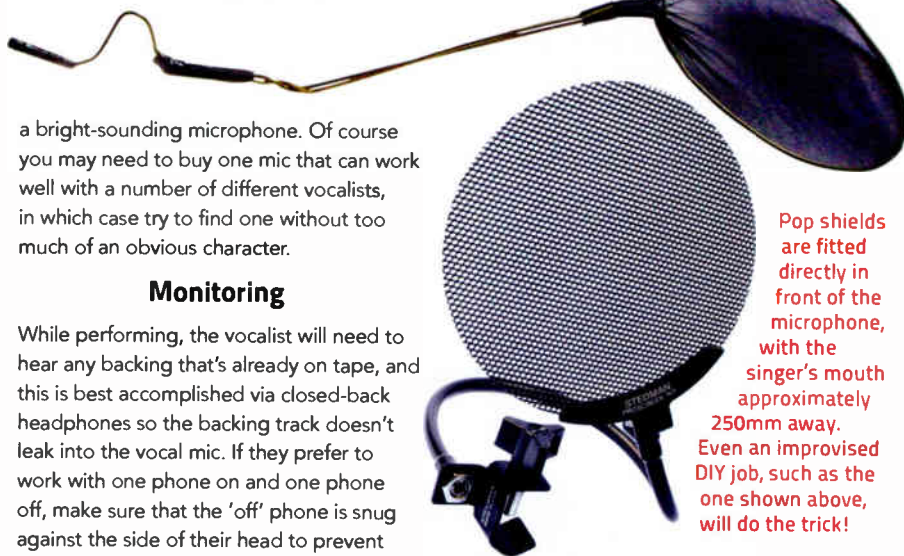 a bright-sounding microphone. Of course
you may need to buy one mic that can work
well with a number of different vocalists,
in which case try to find one without too
much of an obvious character.
Monitoring
While performing, the vocalist will need to
hear any backing that's already on tape, and
this is best accomplished via closed-back
headphones so the backing track doesn't
leak into the vocal mic. If they prefer to
work with one phone on and one phone
off, make sure that the 'off' phone is snug
against the side of their head to prevent
STEDMAN
Pop shields
are fitted
directly in
front of the
microphone,
with the
singer's mouth
approximately
250mm away.
Even an improvised
DIY job, such as the
one shown above,
will do the trick!